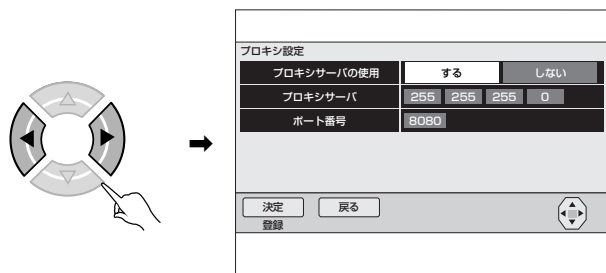 プロキシ設定
プロキシサーバの使用 する しない
プロキシサーバ 255 255 255 0
ポート番号 8080
決定 戻る
登録